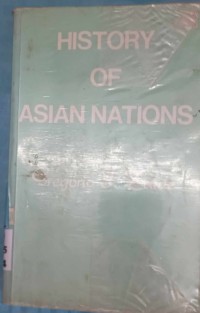 HISTORY
OF
ASIAN NATIONS